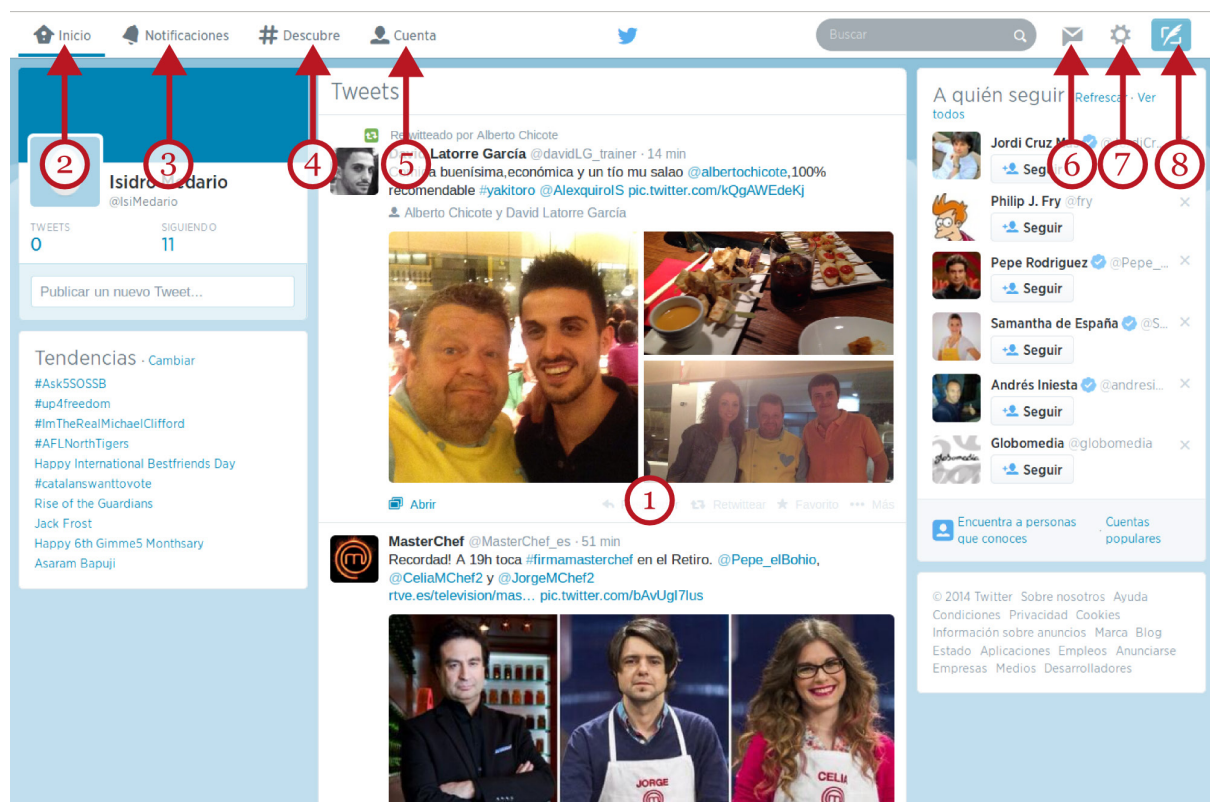 Inicio
Notificaciones
# Descubre
Cuenta
Buscar
2
3
4
5
6
7
8
Isidro Medario
@IsiMedario
TWEETS
SIGUIENDO
0
11
Publicar un nuevo Tweet...
Tendencias · Cambiar
#Ask5SOSSB
#up4freedom
#ImTheRealMichaelClifford
#AFLNorthTigers
Happy International Bestfriends Day
#catalanswanttovote
Rise of the Guardians
Jack Frost
Happy 6th Gimme5 Monthsary
Asaram Bapuji
Tweets
Retwitteado por Alberto Chicote
Latorre García @davidLG_trainer · 14 min
buenísima,económica y un tío mu salao @albertochicote,100%
recomendable #yakitoro @AlexquirolS pic.twitter.com/kQgAWEdeKj
Alberto Chicote y David Latorre García
Abrir
1
Retwittear
Favorito
Más
MasterChef @MasterChef_es · 51 min
Recordad! A 19h toca #firmamasterchef en el Retiro. @Pepe_elBohio,
@CeliaMChef2 y @JorgeMChef2
rtve.es/television/mas… pic.twitter.com/bAvUgI7lus
JORGE
CELIA
A quién seguir · Refrescar · Ver
todos
Jordi Cruz
Seguir
Philip J. Fry @fry
Seguir
Pepe Rodriguez @Pepe_...
Seguir
Samantha de España @S...
Seguir
Andrés Iniesta @andresi...
Seguir
Globomedia @globomedia
globomedia
Seguir
Encuentra a personas
que conoces
· Cuentas
populares
© 2014 Twitter Sobre nosotros Ayuda
Condiciones Privacidad Cookies
Información sobre anuncios Marca Blog
Estado Aplicaciones Empleos Anunciarse
Empresas Medios Desarrolladores